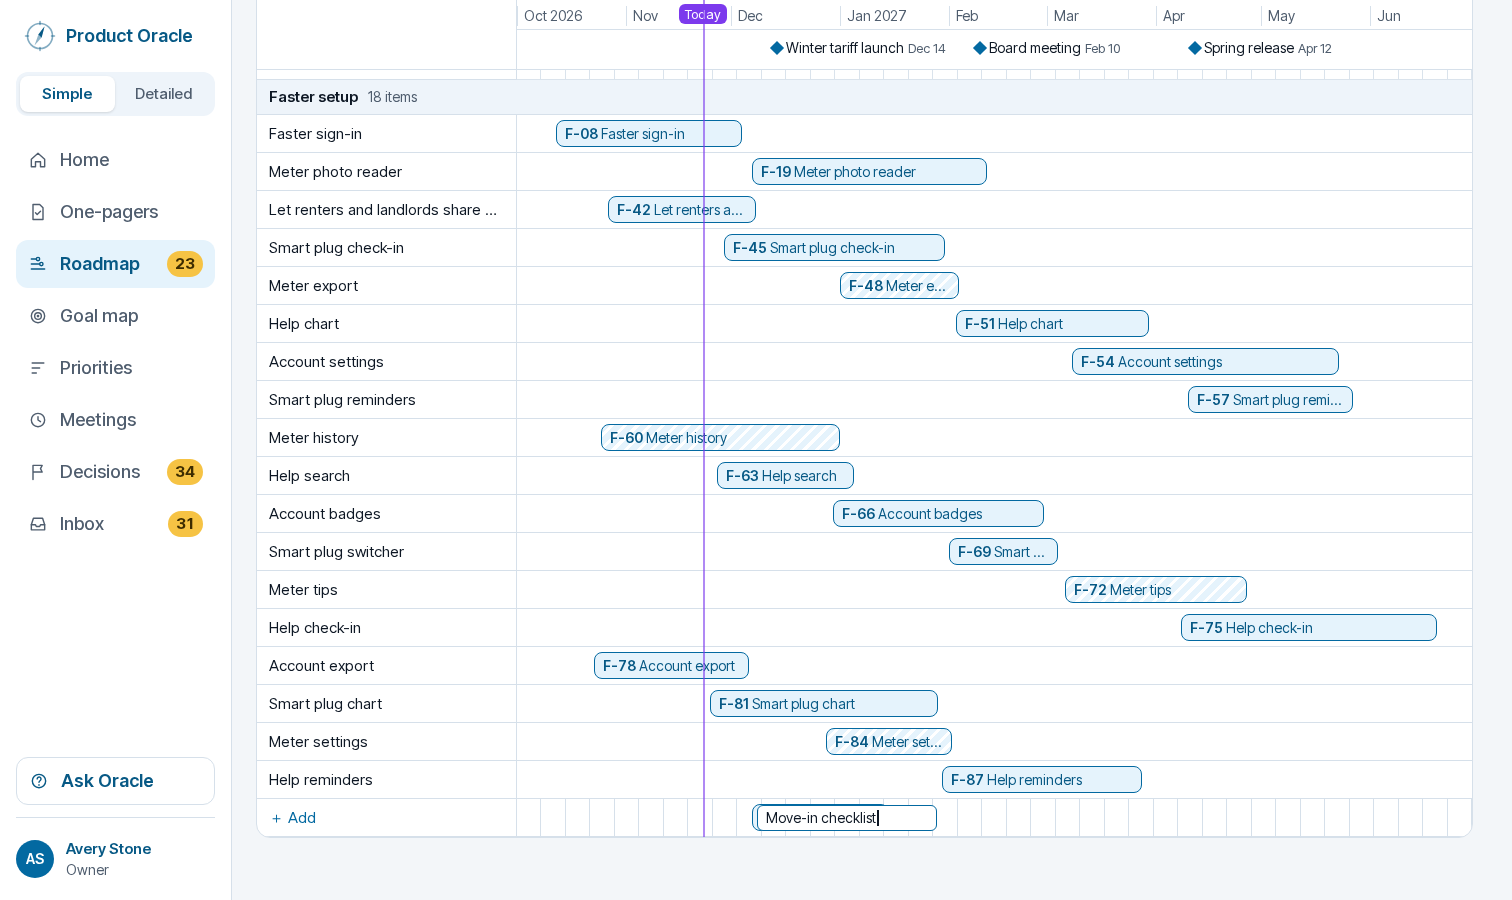 Product Oracle
Simple Detailed
Home
One-pagers
Roadmap 23
Goal map
Priorities
Meetings
Decisions 34
Inbox 31
Ask Oracle
AS Avery Stone
Owner
Oct 2026 Nov Today Dec Jan 2027 Feb Mar Apr May Jun
Winter tariff launch Dec 14 Board meeting Feb 10 Spring release Apr 12
Faster setup 18 items
Faster sign-in F-08 Faster sign-in
Meter photo reader F-19 Meter photo reader
Let renters and landlords share ... F-42 Let renters a...
Smart plug check-in F-45 Smart plug check-in
Meter export F-48 Meter e...
Help chart F-51 Help chart
Account settings F-54 Account settings
Smart plug reminders F-57 Smart plug remi...
Meter history F-60 Meter history
Help search F-63 Help search
Account badges F-66 Account badges
Smart plug switcher F-69 Smart ...
Meter tips F-72 Meter tips
Help check-in F-75 Help check-in
Account export F-78 Account export
Smart plug chart F-81 Smart plug chart
Meter settings F-84 Meter set...
Help reminders F-87 Help reminders
+ Add Move-in checklist